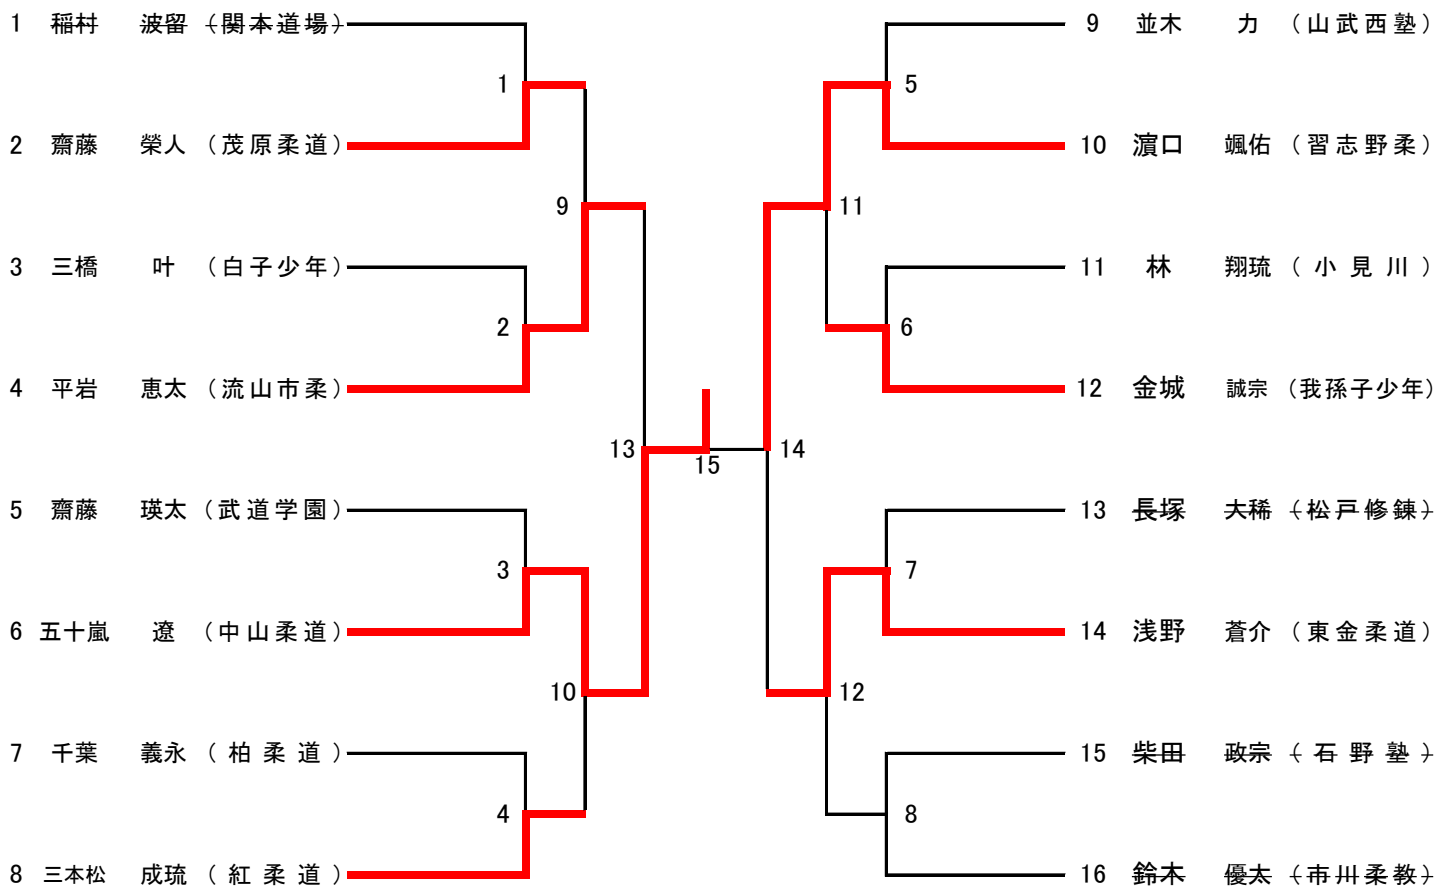 1 稲村 波留 (関本道場)
2 齋藤 榮人 (茂原柔道)
3 三橋 叶 (白子少年)
4 平岩 恵太 (流山市柔)
5 齋藤 瑛太 (武道学園)
6 五十嵐 遼 (中山柔道)
7 千葉 義永 (柏柔道)
8 三本松 成琉 (紅柔道)
1
2
3
4
9
10
13
15
14
11
12
5
6
7
8
9 並木 力 (山武西塾)
10 濵口 颯佑 (習志野柔)
11 林 翔琉 (小見川)
12 金城 誠宗 (我孫子少年)
13 長塚 大稀 (松戸修錬)
14 浅野 蒼介 (東金柔道)
15 柴田 政宗 (石野塾)
16 鈴木 優太 (市川柔教)